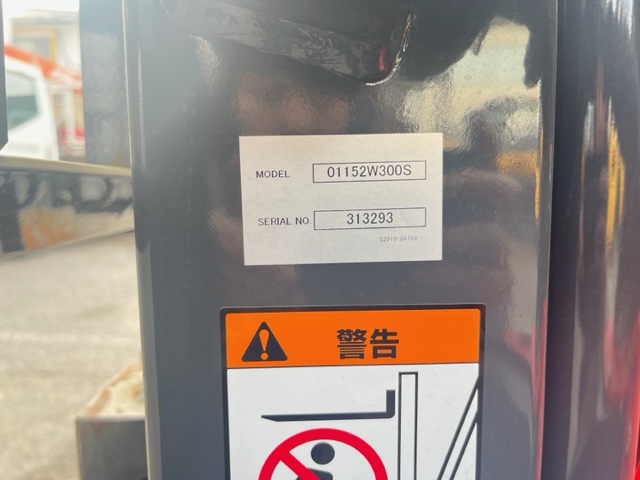 MODEL 01152W300S
SERIAL NO 313293
警告